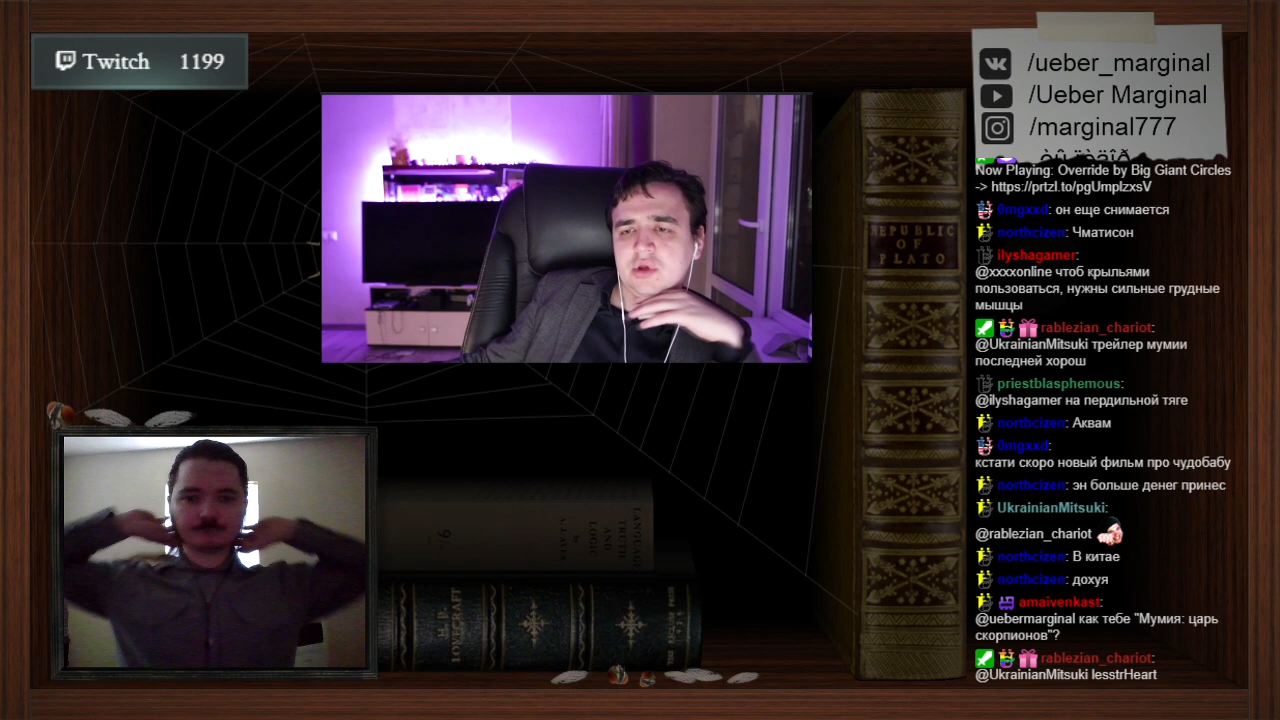 Twitch 1199
/ueber_marginal
/Ueber Marginal
/marginal777
Now Playing: Override by Big Giant Circles
-> https://prtzl.to/pgUmplzxsV
0mgxxd: он еще снимается
northcizen: Чматисон
ilyshagamer:
@xxxxonline чтоб крыльями
пользоваться, нужны сильные грудные
мышцы
rablezian_chariot:
@UkrainianMitsuki трейлер мумии
последней хорош
priestblasphemous:
@ilyshagamer на пердильной тяге
northcizen: Аквам
0mgxxd:
кстати скоро новый фильм про чудобабу
northcizen: эн больше денег принес
UkrainianMitsuki:
@rablezian_chariot
northcizen: В китае
northcizen: дохуя
amaivenkast:
@uebermarginal как тебе "Мумия: царь
скорпионов"?
rablezian_chariot:
@UkrainianMitsuki lesstrHeart
REPUBLIC
OF
PLATO
LANGUAGE
TRUTH
AND
LOGIC
LOVECRAFT